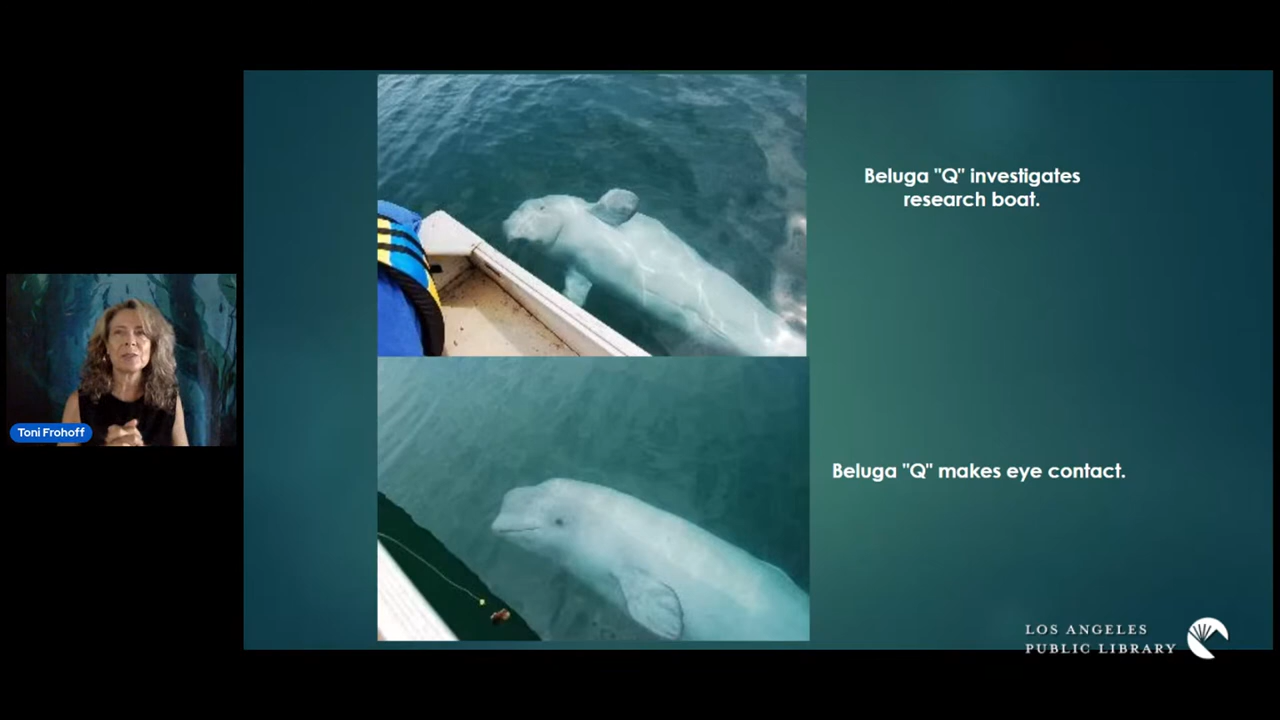 Beluga "Q" investigates
research boat.
Toni Frohoff
Beluga "Q" makes eye contact.
LOS ANGELES
PUBLIC LIBRARY